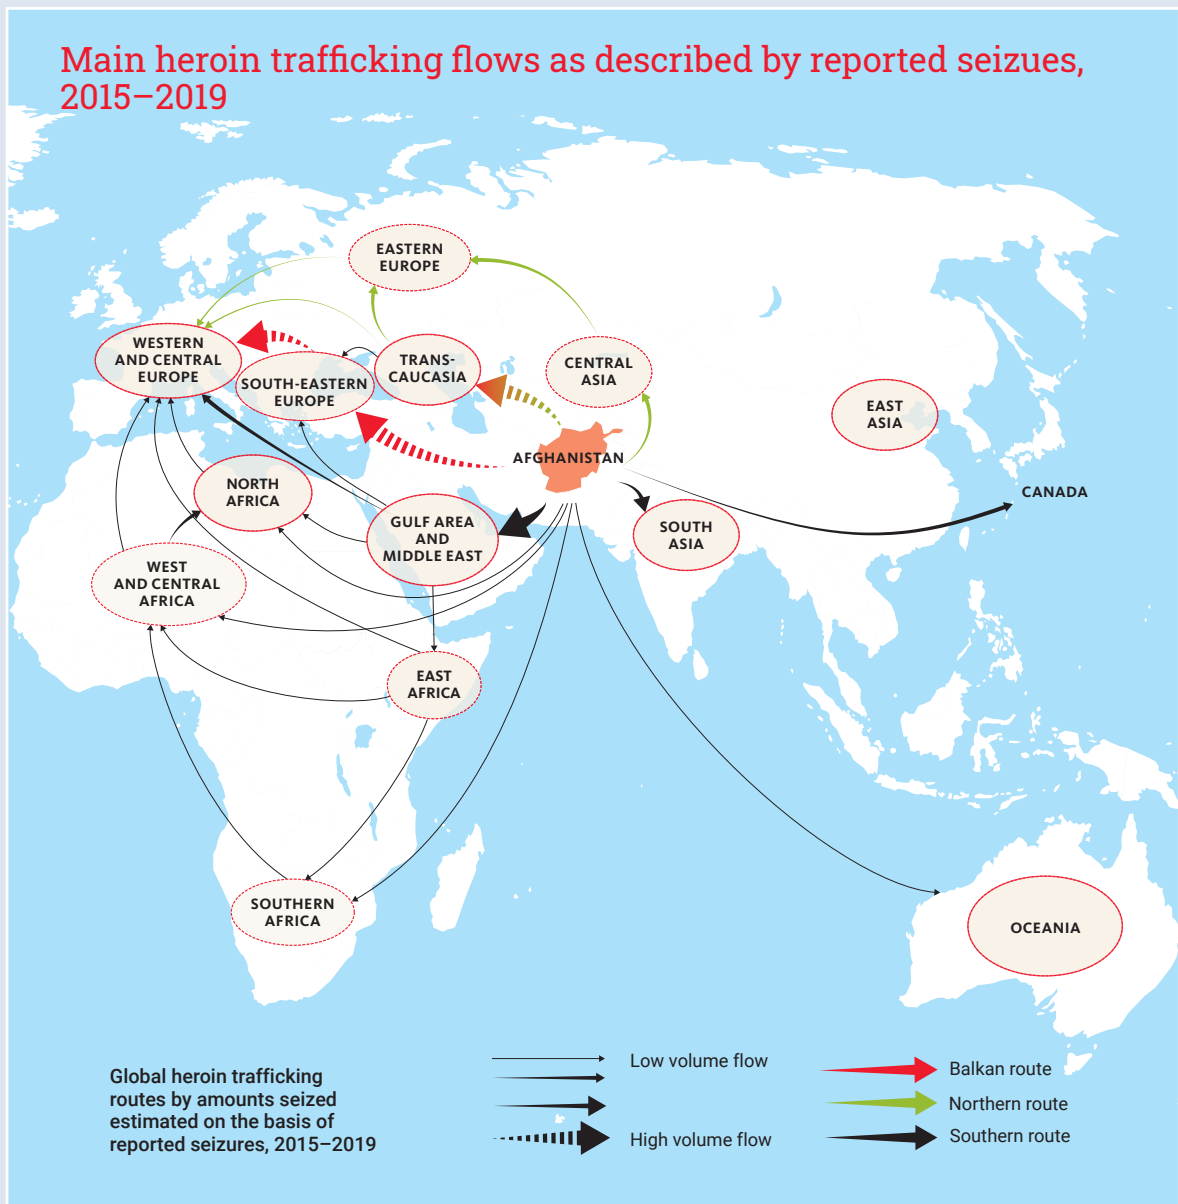 Main heroin trafficking flows as described by reported seizues,
2015–2019
EASTERN
EUROPE
WESTERN
AND CENTRAL
EUROPE
SOUTH-EASTERN
EUROPE
TRANS-
CAUCASIA
CENTRAL
ASIA
EAST
ASIA
AFGHANISTAN
CANADA
NORTH
AFRICA
GULF AREA
AND
MIDDLE EAST
SOUTH
ASIA
WEST
AND CENTRAL
AFRICA
EAST
AFRICA
SOUTHERN
AFRICA
OCEANIA
Global heroin trafficking
routes by amounts seized
estimated on the basis of
reported seizures, 2015–2019
Low volume flow
High volume flow
Balkan route
Northern route
Southern route